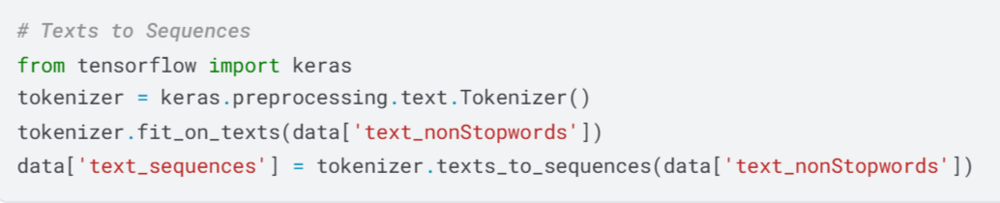 # Texts to Sequences
from tensorflow import keras
tokenizer = keras.preprocessing.text.Tokenizer()
tokenizer.fit_on_texts(data['text_nonStopwords'])
data['text_sequences'] = tokenizer.texts_to_sequences(data['text_nonStopwords'])